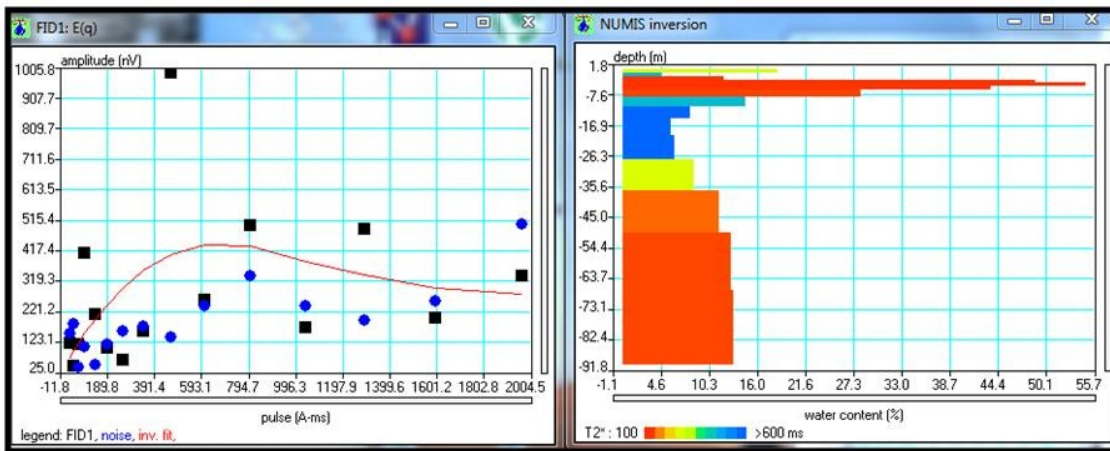 FID1: E(q)
amplitude (nV)
1005.8
907.7
809.7
711.6
613.5
515.4
417.4
319.3
221.2
123.1
25.0
-11.8 189.8 391.4 593.1 794.7 996.3 1197.9 1399.6 1601.2 1802.8 2004.5
pulse (A-ms)
legend: FID1, noise, inv. fit,
NUMIS inversion
depth (m)
1.8
-7.6
-16.9
-26.3
-35.6
-45.0
-54.4
-63.7
-73.1
-82.4
-91.8
-1.1 4.6 10.3 16.0 21.6 27.3 33.0 38.7 44.4 50.1 55.7
water content (%)
T2* : 100 >600 ms